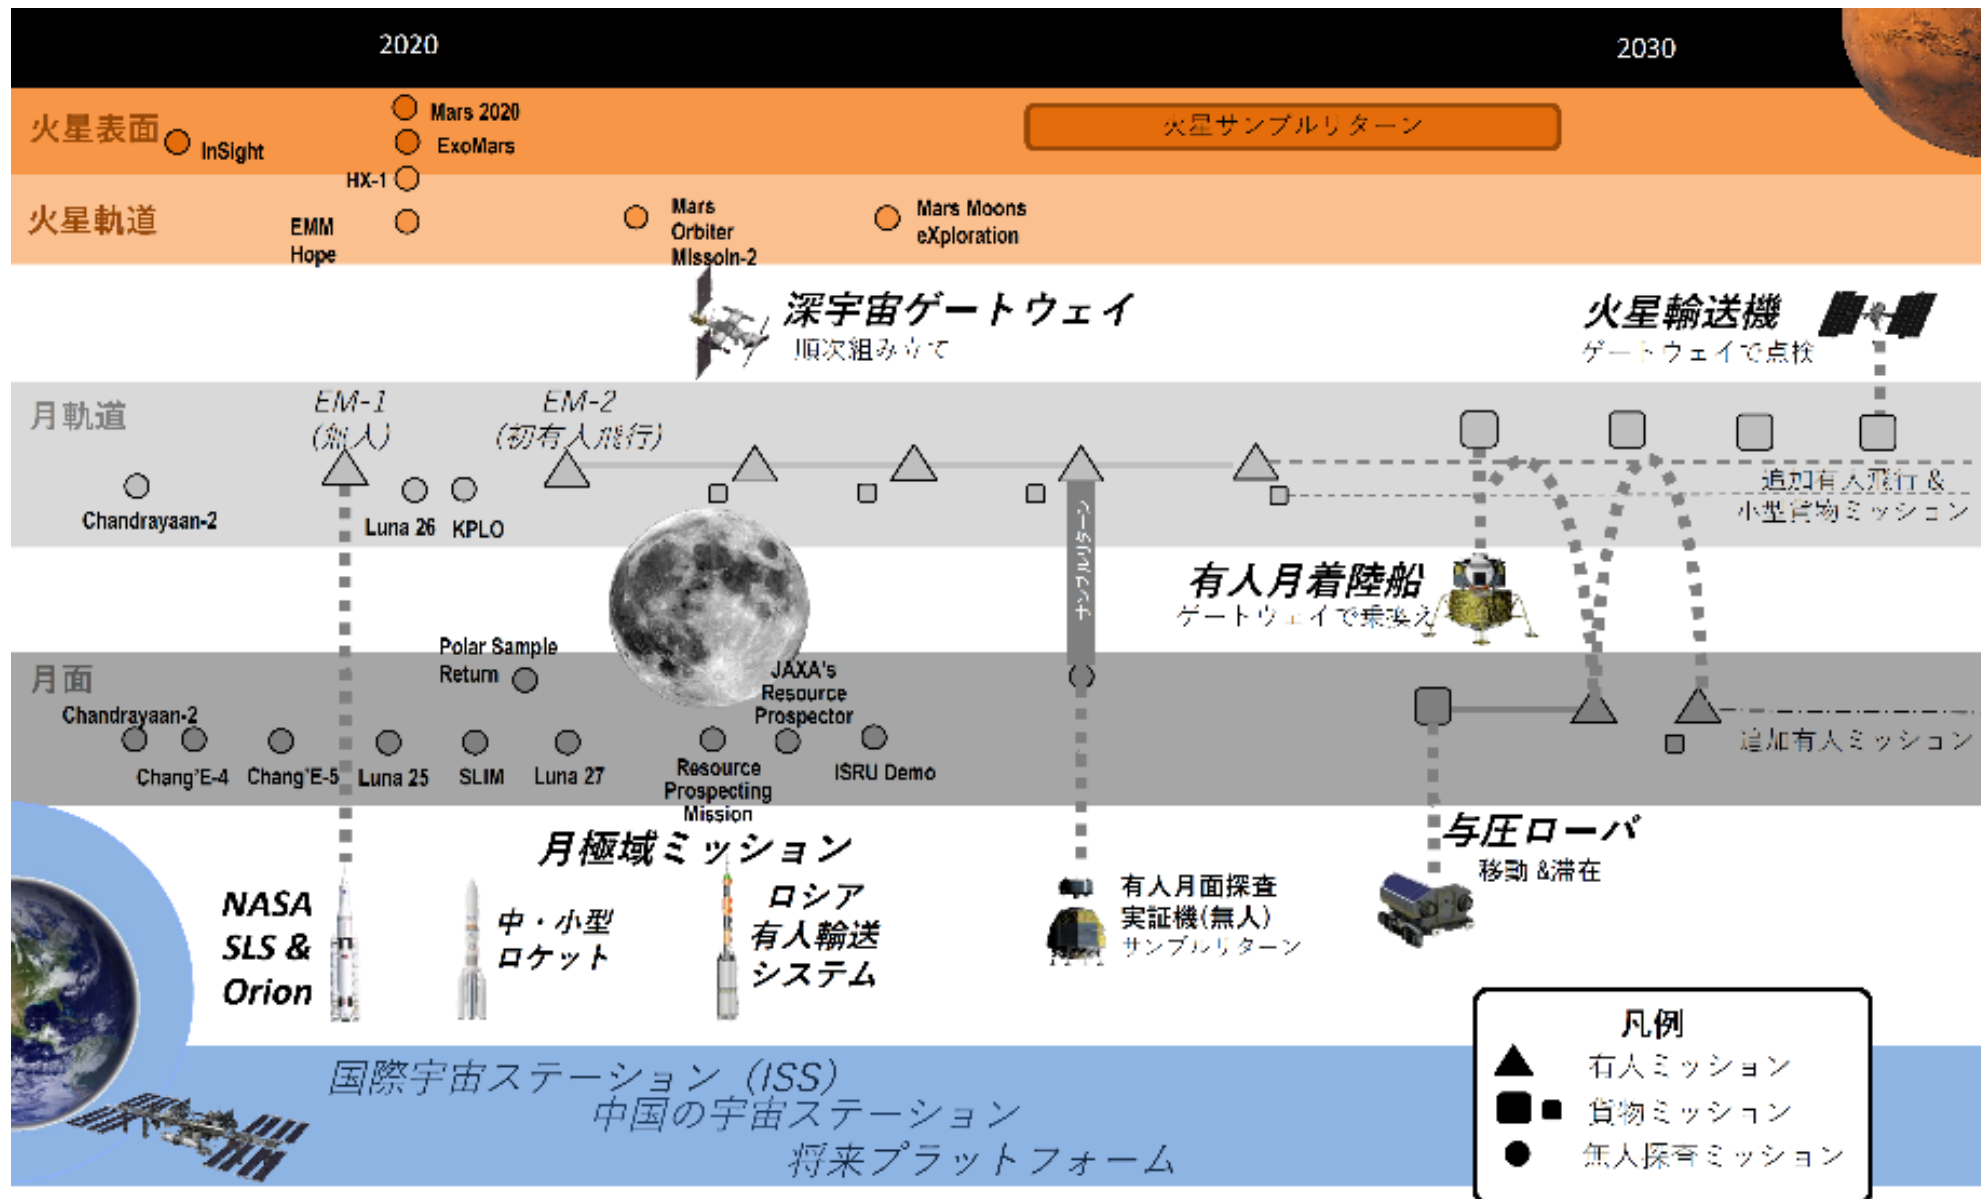 2020
2030
火星表面
InSight
Mars 2020
ExoMars
火星サンプルリターン
HX-1
火星軌道
EMM
Hope
Mars
Orbiter
Missoin-2
Mars Moons
eXploration
深宇宙ゲートウェイ
順次組み立て
火星輸送機
ゲートウェイで点検
月軌道
EM-1
(無人)
EM-2
(初有人飛行)
Chandrayaan-2
Luna 26
KPLO
追加有人飛行 &
小型貨物ミッション
サンプルリターン
有人月着陸船
ゲートウェイで乗換え
月面
Polar Sample
Return
JAXA's
Resource
Prospector
Chandrayaan-2
Chang'E-4
Chang'E-5
Luna 25
SLIM
Luna 27
Resource
Prospecting
Mission
ISRU Demo
追加有人ミッション
月極域ミッション
与圧ローバ
移動 &滞在
NASA
SLS &
Orion
中・小型
ロケット
ロシア
有人輸送
システム
有人月面探査
実証機(無人)
サンプルリターン
国際宇宙ステーション (ISS)
中国の宇宙ステーション
将来プラットフォーム
凡例
有人ミッション
貨物ミッション
無人探査ミッション